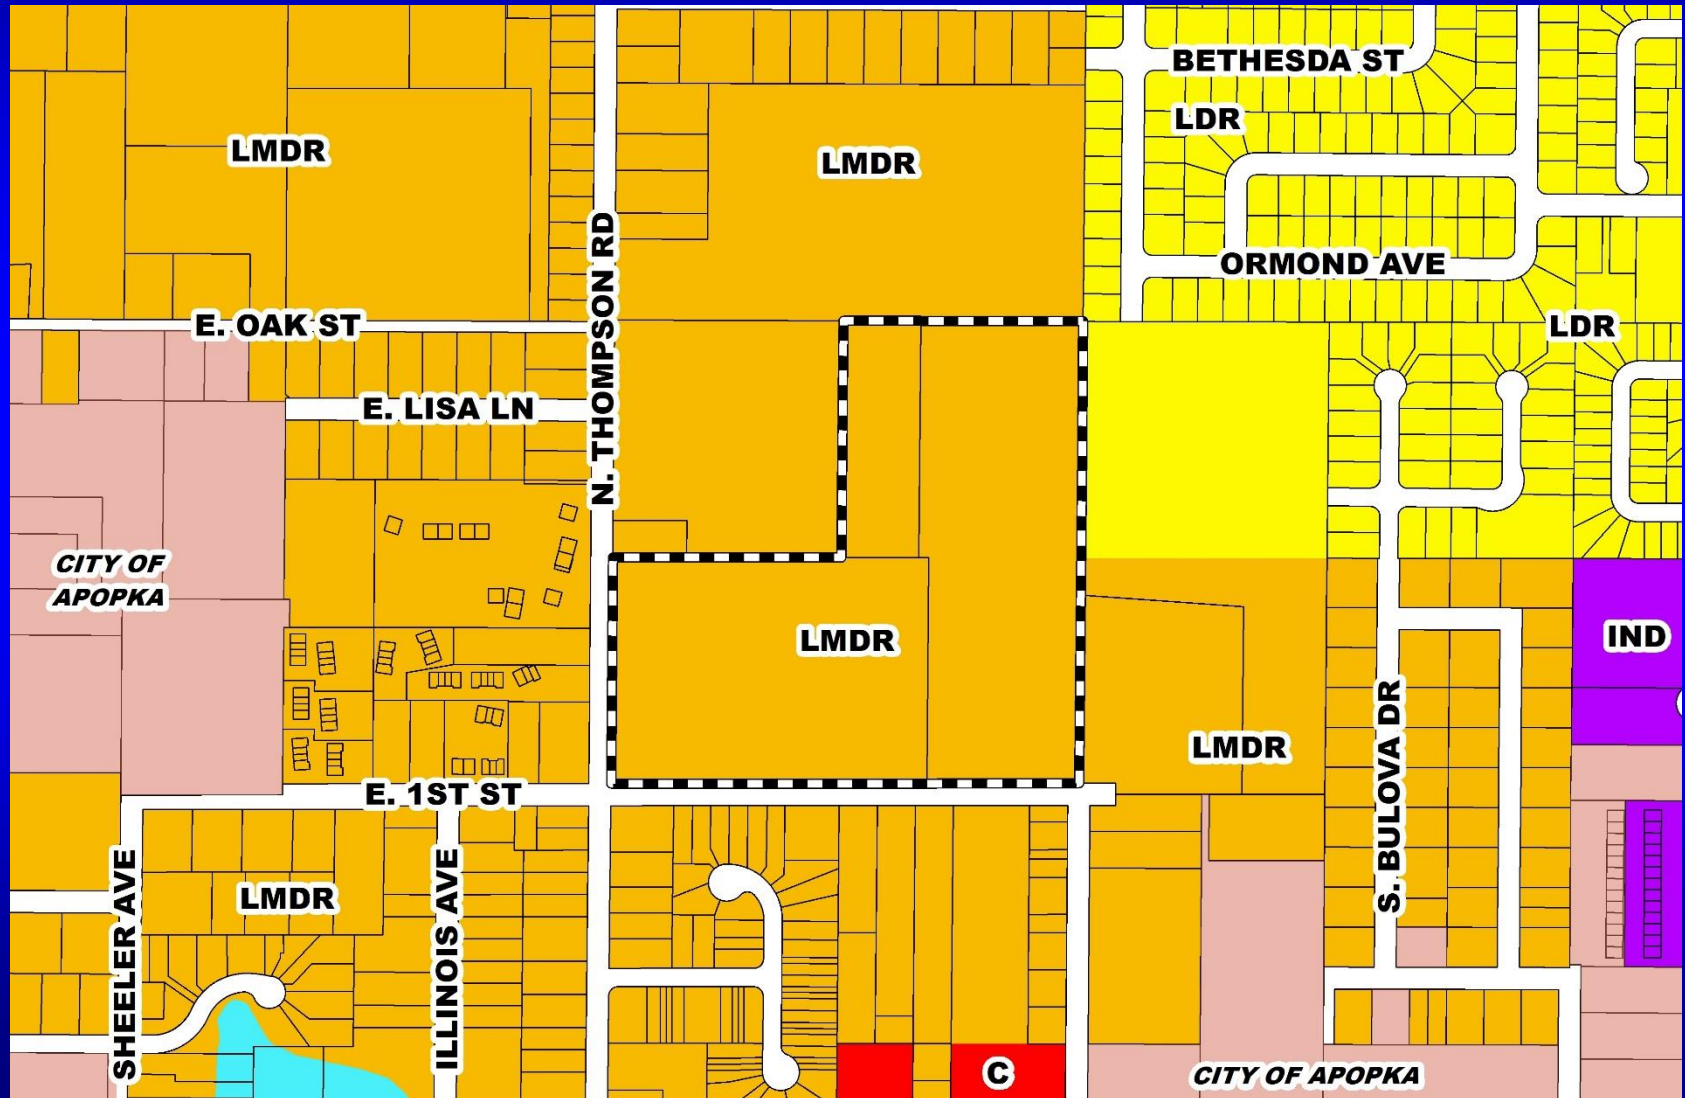 BETHESDA ST
LDR
LMDR
LMDR
N. THOMPSON RD
ORMOND AVE
E. OAK ST
LDR
E. LISA LN
CITY OF
APOPKA
LMDR
IND
LMDR
S. BULOVA DR
E. 1ST ST
SHEELER AVE
LMDR
ILLINOIS AVE
C
CITY OF APOPKA